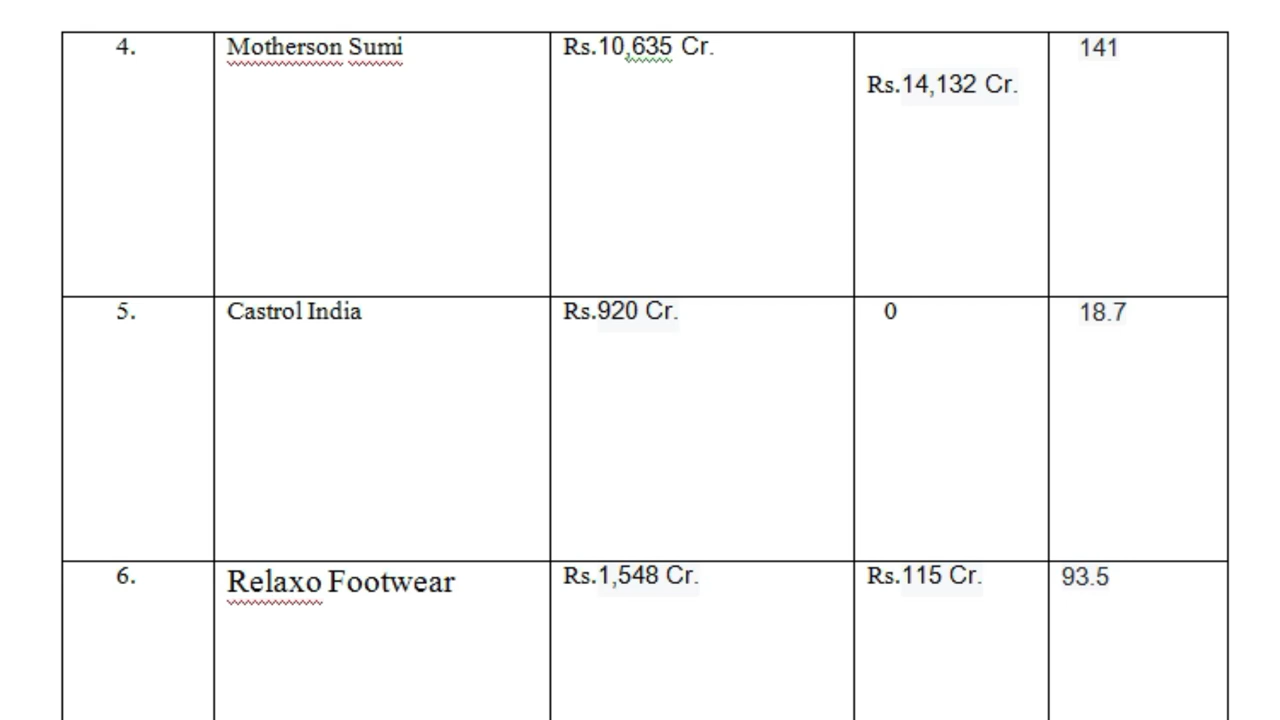 4. Motherson Sumi Rs.10,635 Cr. 141
Rs.14,132 Cr.
5. Castrol India Rs.920 Cr. 0 18.7
6. Relaxo Footwear Rs.1,548 Cr. Rs.115 Cr. 93.5